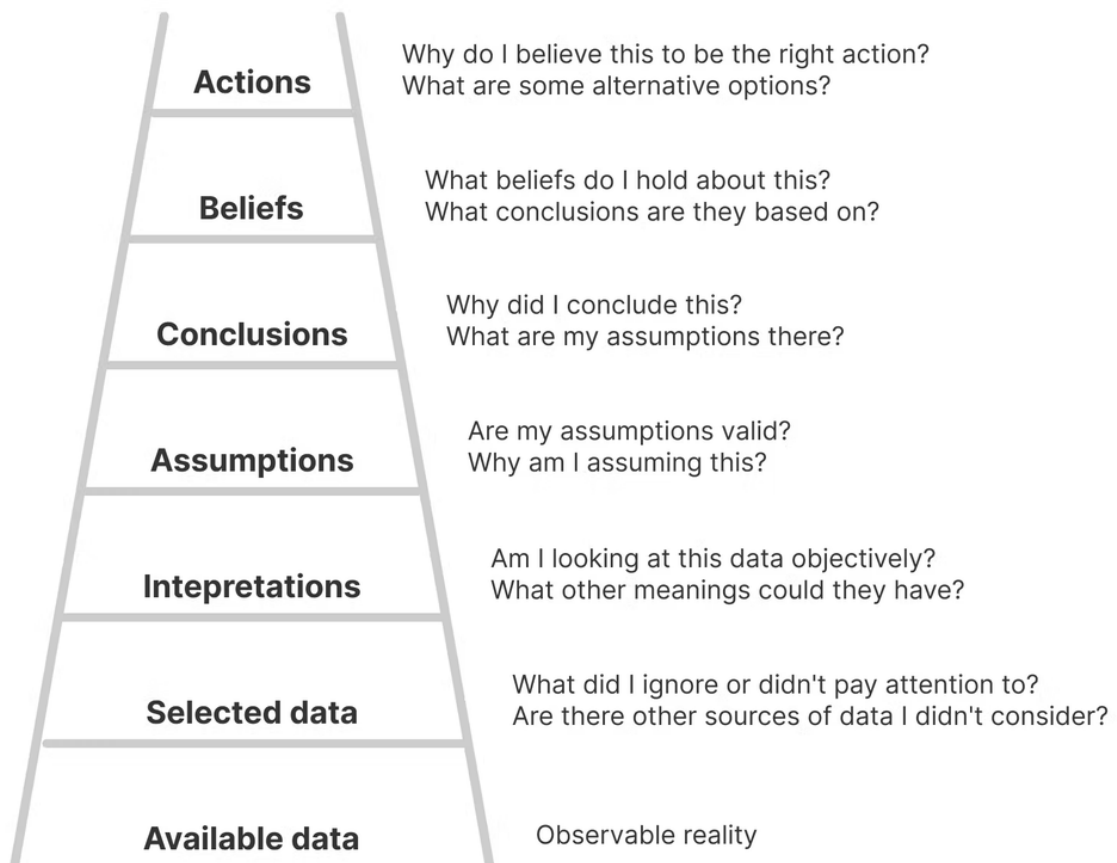 Actions
Why do I believe this to be the right action?
What are some alternative options?
Beliefs
What beliefs do I hold about this?
What conclusions are they based on?
Conclusions
Why did I conclude this?
What are my assumptions there?
Assumptions
Are my assumptions valid?
Why am I assuming this?
Intepretations
Am I looking at this data objectively?
What other meanings could they have?
Selected data
What did I ignore or didn't pay attention to?
Are there other sources of data I didn't consider?
Available data
Observable reality